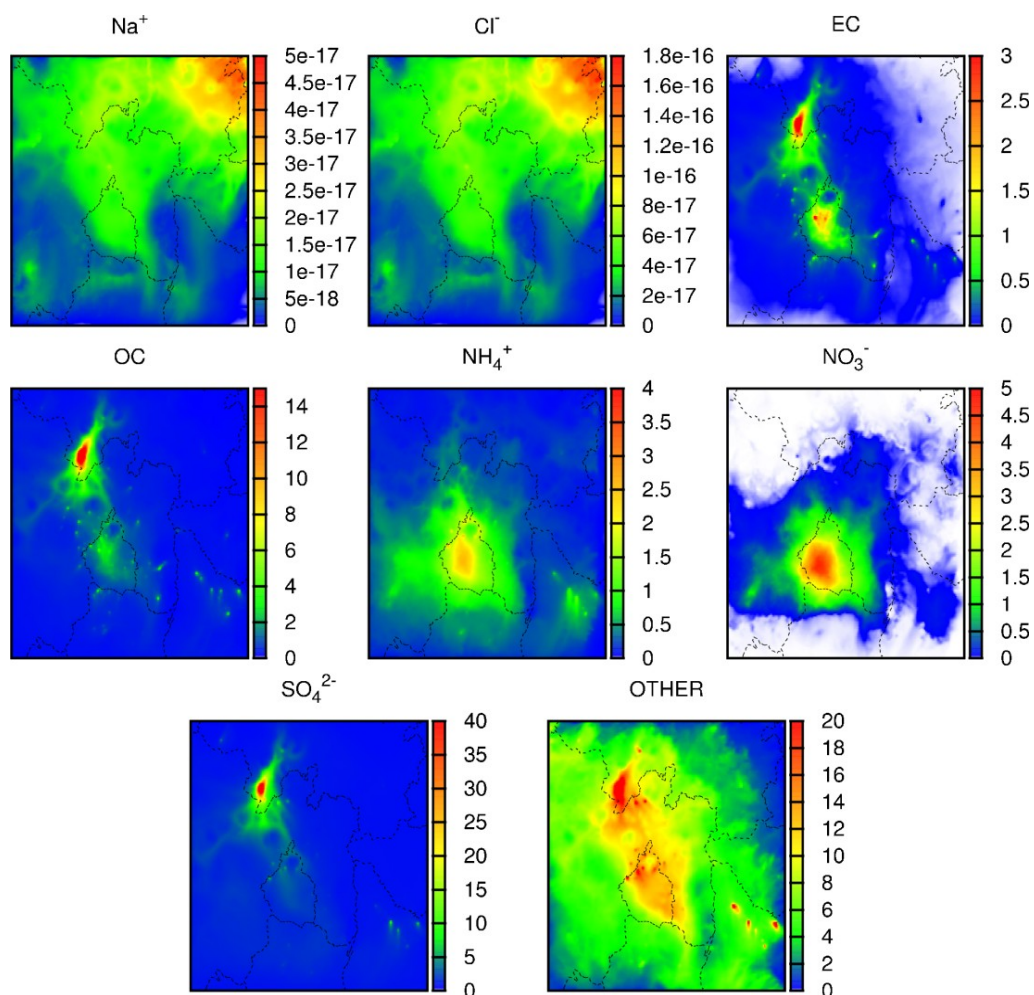 Na⁺
5e-17
4.5e-17
4e-17
3.5e-17
3e-17
2.5e-17
2e-17
1.5e-17
1e-17
5e-18
0
Cl⁻
1.8e-16
1.6e-16
1.4e-16
1.2e-16
1e-16
8e-17
6e-17
4e-17
2e-17
0
EC
3
2.5
2
1.5
1
0.5
0
OC
14
12
10
8
6
4
2
0
NH₄⁺
4
3.5
3
2.5
2
1.5
1
0.5
0
NO₃⁻
5
4.5
4
3.5
3
2.5
2
1.5
1
0.5
0
SO₄²⁻
40
35
30
25
20
15
10
5
0
OTHER
20
18
16
14
12
10
8
6
4
2
0